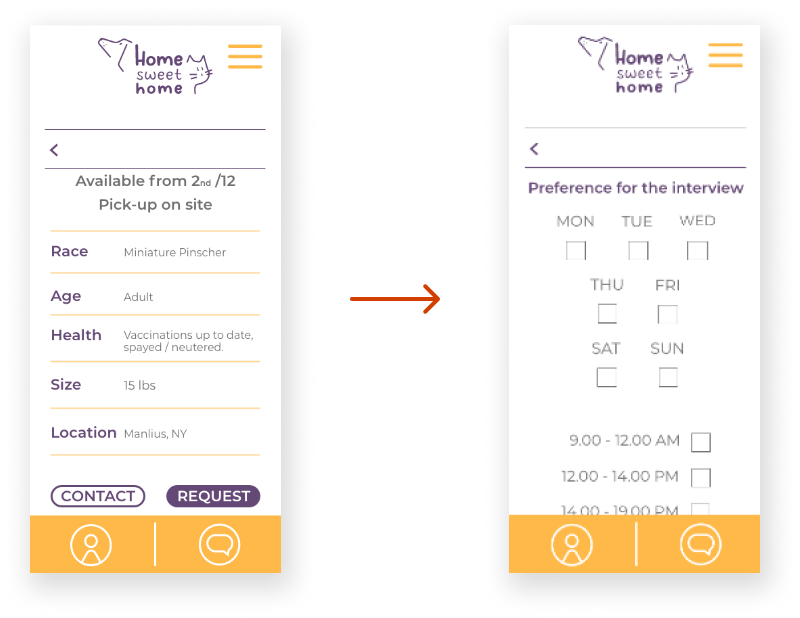 Home
sweet
home
<
Available from 2nd /12
Pick-up on site
Race Miniature Pinscher
Age Adult
Health Vaccinations up to date,
spayed / neutered.
Size 15 lbs
Location Manlius, NY
CONTACT REQUEST
Home
sweet
home
<
Preference for the interview
MON TUE WED
THU FRI
SAT SUN
9.00 - 12.00 AM
12.00 - 14.00 PM
14.00 - 19.00 PM